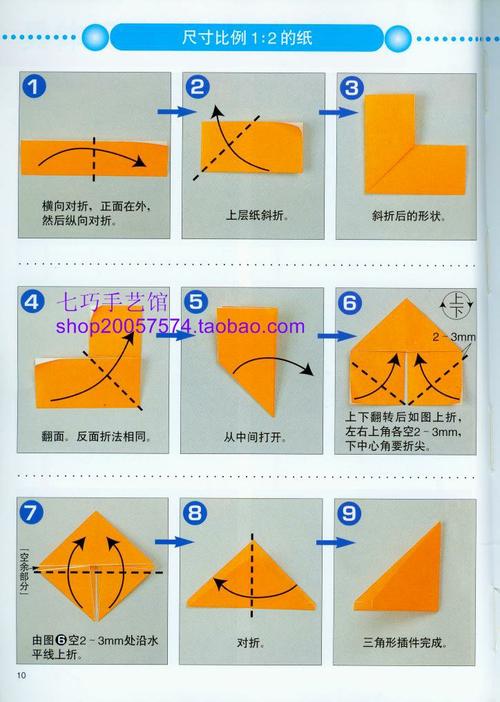 尺寸比例1:2的纸
1
2
3
横向对折，正面在外，
然后纵向对折。
上层纸斜折。
斜折后的形状。
七巧手艺馆
shop20057574.taobao.com
4
5
6
上
下
2-3mm
翻面。反面折法相同。
从中间打开。
上下翻转后如图上折，
左右上角各空2-3mm，
下中心角要折尖。
7
8
9
空余部分
由图6空2-3mm处沿水
平线上折。
对折。
三角形插件完成。
10